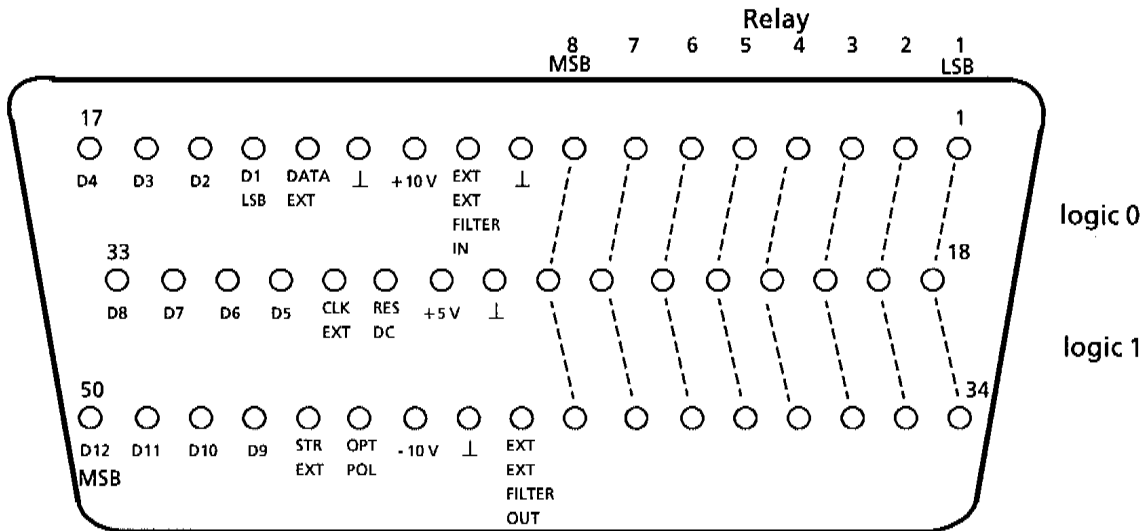 Relay
8 7 6 5 4 3 2 1
MSB LSB
17 1
D4 D3 D2 D1 DATA ⊥ +10 V EXT ⊥
LSB EXT EXT
FILTER
IN
logic 0
33 18
D8 D7 D6 D5 CLK RES +5 V ⊥
EXT DC
logic 1
50 34
D12 D11 D10 D9 STR OPT -10 V ⊥ EXT
MSB EXT POL EXT
FILTER
OUT